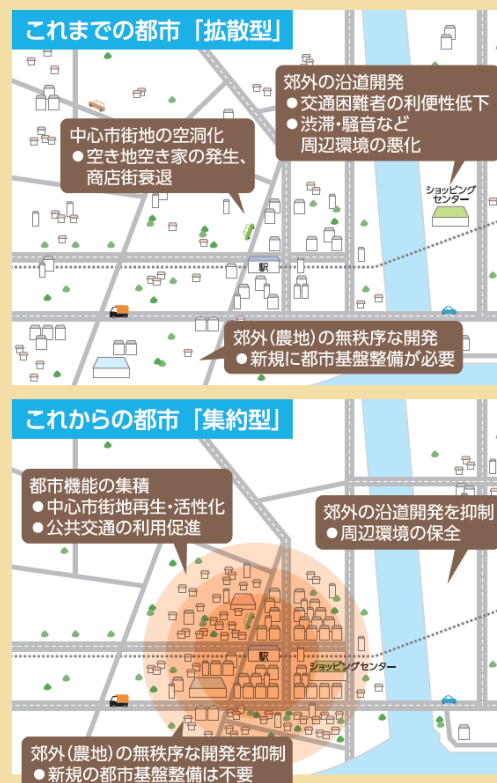 これまでの都市「拡散型」
郊外の沿道開発
●交通困難者の利便性低下
●渋滞・騒音など
周辺環境の悪化
中心市街地の空洞化
●空き地空き家の発生、
商店街衰退
ショッピング
センター
駅
郊外(農地)の無秩序な開発
●新規に都市基盤整備が必要
これからの都市「集約型」
都市機能の集積
●中心市街地再生・活性化
●公共交通の利用促進
郊外の沿道開発を抑制
●周辺環境の保全
駅
ショッピングセンター
郊外(農地)の無秩序な開発を抑制
●新規の都市基盤整備は不要